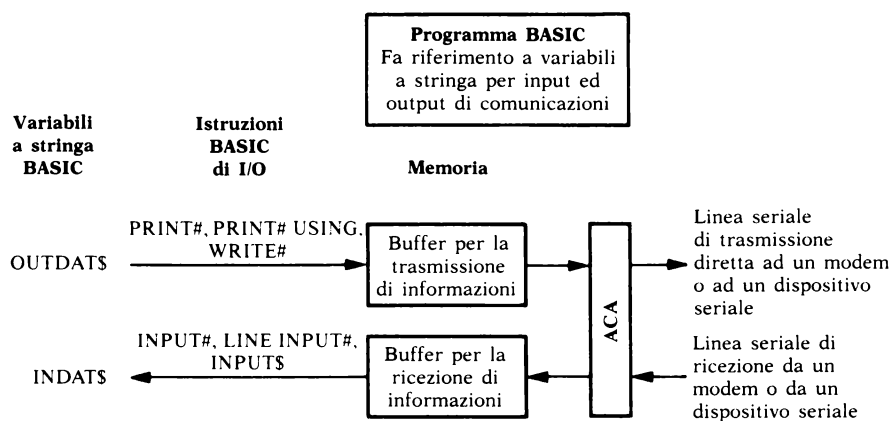 Programma BASIC
Fa riferimento a variabili
a stringa per input ed
output di comunicazioni
Variabili
a stringa
BASIC
Istruzioni
BASIC
di I/O
Memoria
OUTDAT$
PRINT#, PRINT# USING,
WRITE#
Buffer per la
trasmissione
di informazioni
ACA
Linea seriale
di trasmissione
diretta ad un modem
o ad un dispositivo
seriale
INDAT$
INPUT#, LINE INPUT#,
INPUT$
Buffer per la
ricezione di
informazioni
Linea seriale di
ricezione da un
modem o da un
dispositivo seriale